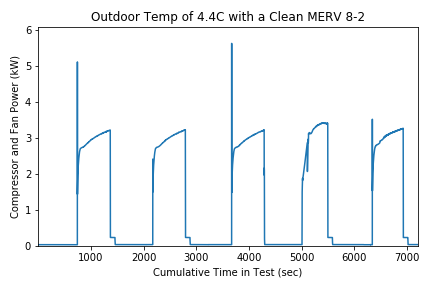 Outdoor Temp of 4.4C with a Clean MERV 8-2
Compressor and Fan Power (kW)
6
5
4
3
2
1
0
1000 2000 3000 4000 5000 6000 7000
Cumulative Time in Test (sec)